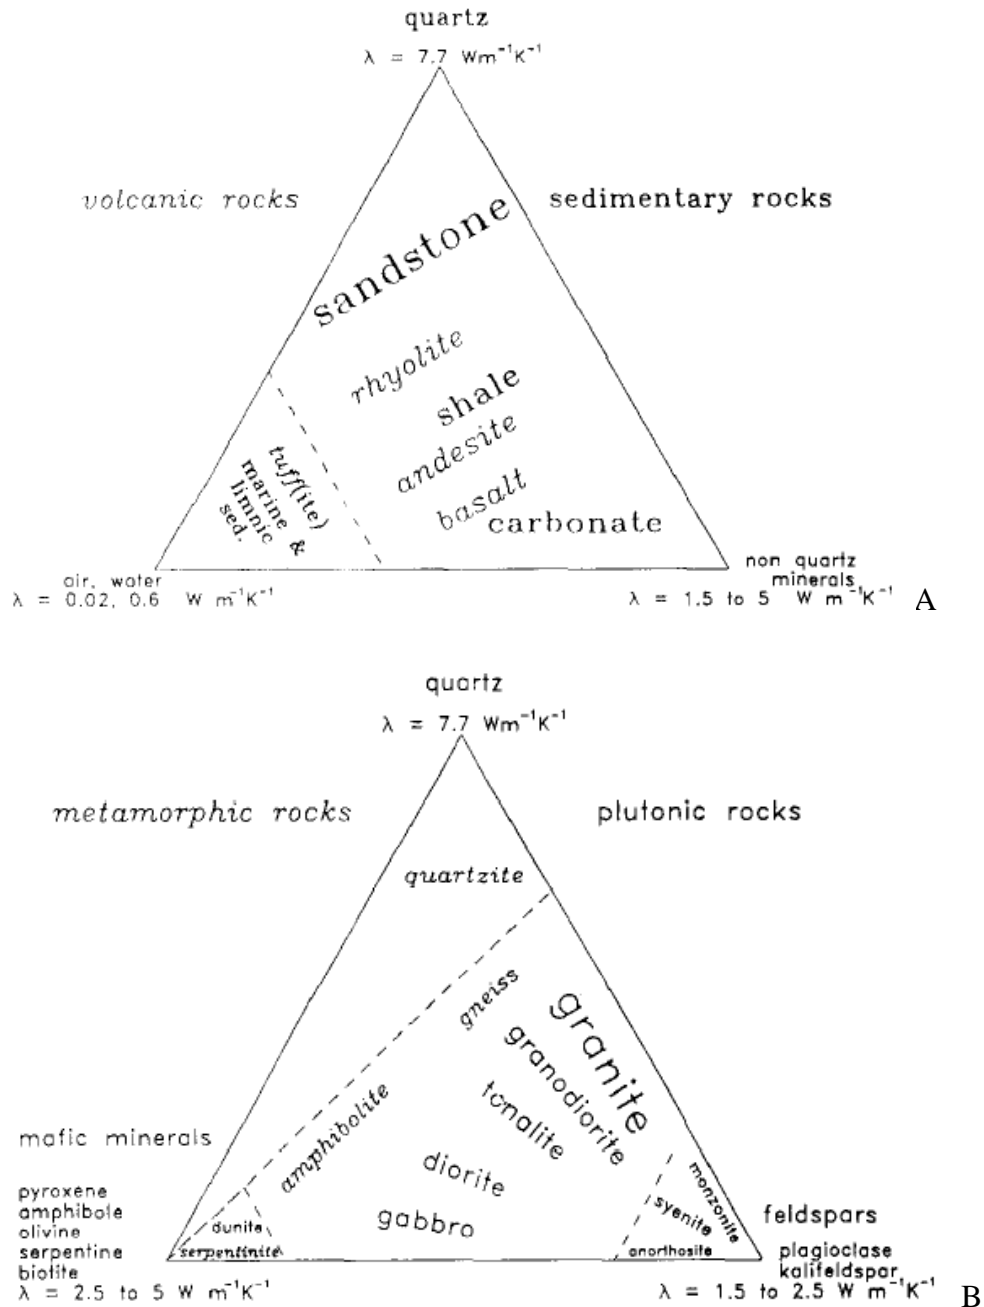 quartz
λ = 7.7 Wm⁻¹K⁻¹
volcanic rocks
sedimentary rocks
sandstone
rhyolite
shale
andesite
basalt
carbonate
tuff(ite)
marine &
limnic
sed.
air, water
λ = 0.02, 0.6 W m⁻¹K⁻¹
non quartz
minerals
λ = 1.5 to 5 W m⁻¹K⁻¹
A
quartz
λ = 7.7 Wm⁻¹K⁻¹
metamorphic rocks
plutonic rocks
quartzite
gneiss
granite
granodiorite
tonalite
amphibolite
diorite
gabbro
dunite
serpentinite
monzonite
syenite
anorthosite
mafic minerals
pyroxene
amphibole
olivine
serpentine
biotite
λ = 2.5 to 5 W m⁻¹K⁻¹
feldspars
plagioclase
kalifeldspar
λ = 1.5 to 2.5 W m⁻¹K⁻¹
B